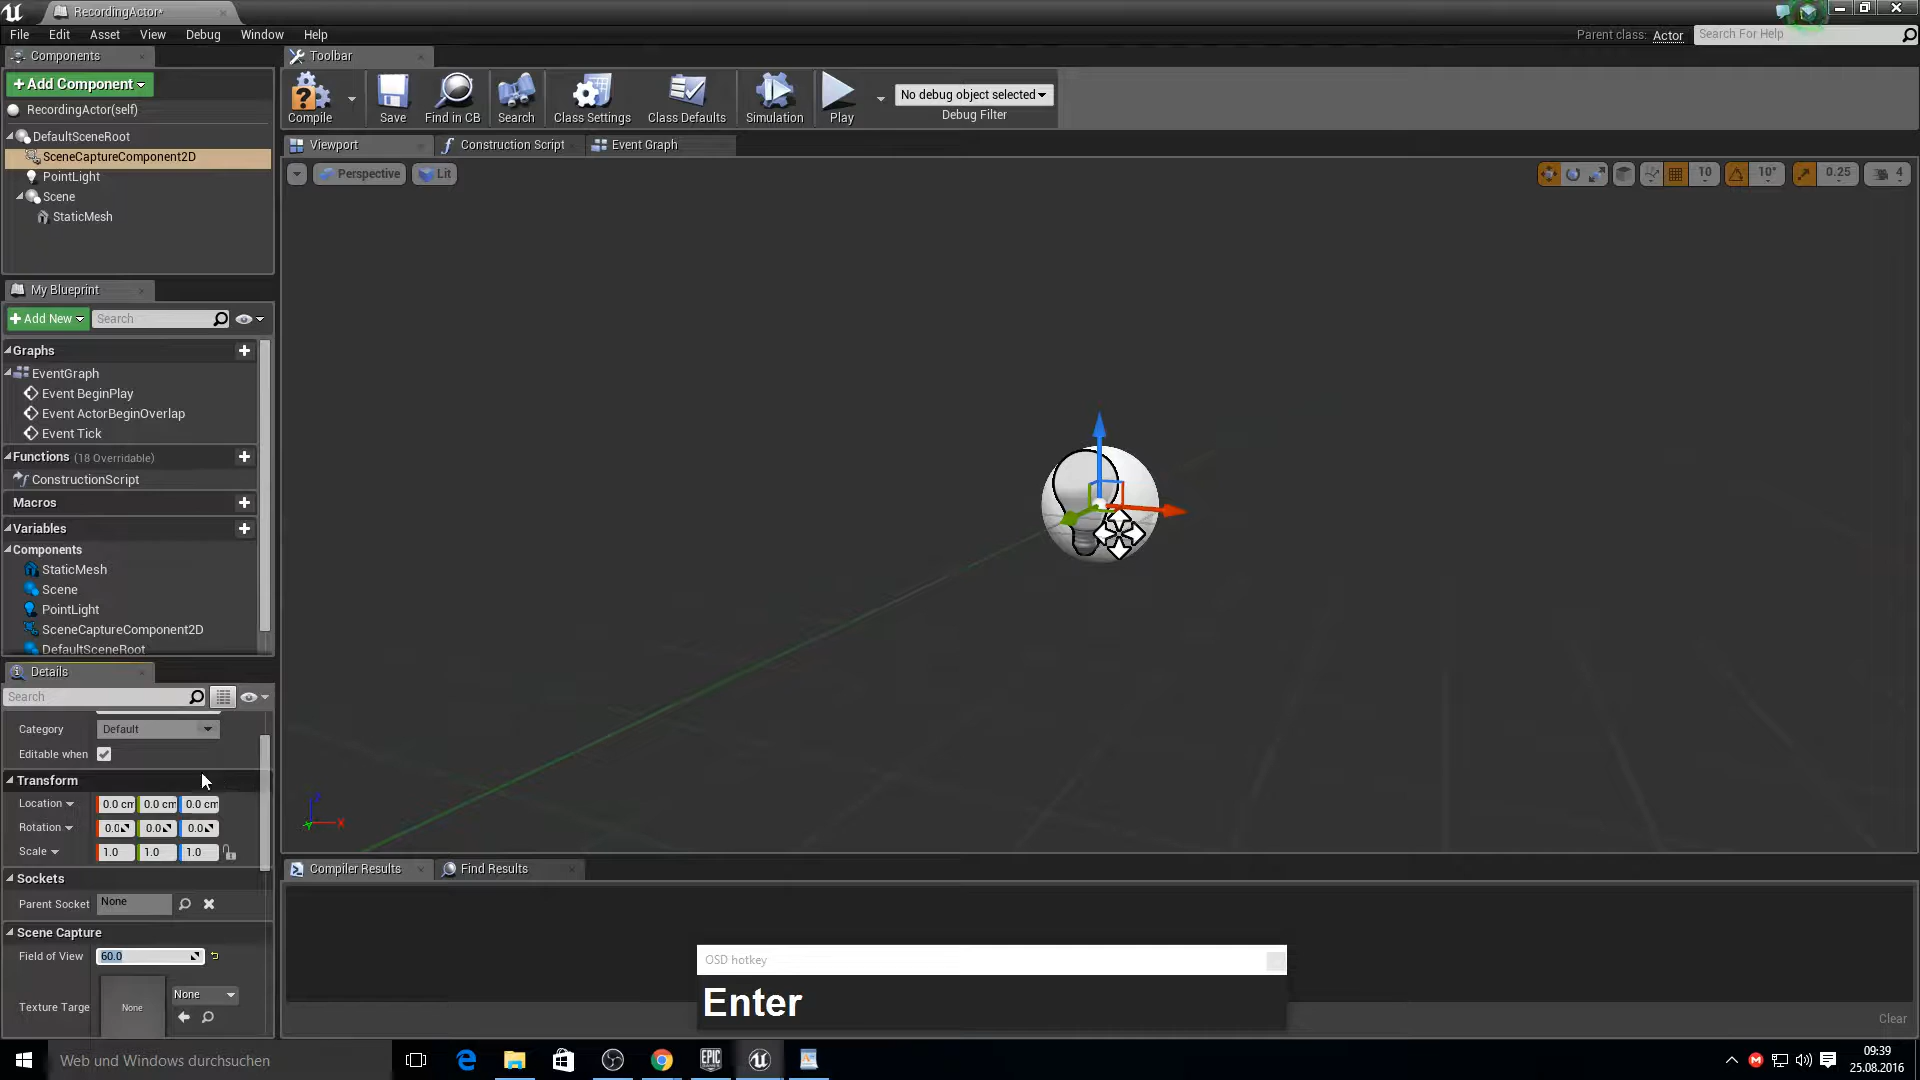 RecordingActor*
File Edit Asset View Debug Window Help
Parent class: Actor
Search For Help
Components
Toolbar
+ Add Component
RecordingActor(self)
DefaultSceneRoot
SceneCaptureComponent2D
PointLight
Scene
StaticMesh
Compile
Save
Find in CB
Search
Class Settings
Class Defaults
Simulation
Play
No debug object selected
Debug Filter
Viewport
Construction Script
Event Graph
Perspective
Lit
10
10°
0.25
4
My Blueprint
+ Add New
Search
Graphs
EventGraph
Event BeginPlay
Event ActorBeginOverlap
Event Tick
Functions (18 Overridable)
ConstructionScript
Macros
Variables
Components
StaticMesh
Scene
PointLight
SceneCaptureComponent2D
DefaultSceneRoot
Details
Search
Category Default
Editable when
Transform
Location 0.0 cm 0.0 cm 0.0 cm
Rotation 0.0 0.0 0.0
Scale 1.0 1.0 1.0
Sockets
Parent Socket None
Scene Capture
Field of View 60.0
Texture Targe None None
X
Compiler Results
Find Results
OSD hotkey
Enter
Clear
Web und Windows durchsuchen
EPIC
09:39
25.08.2016